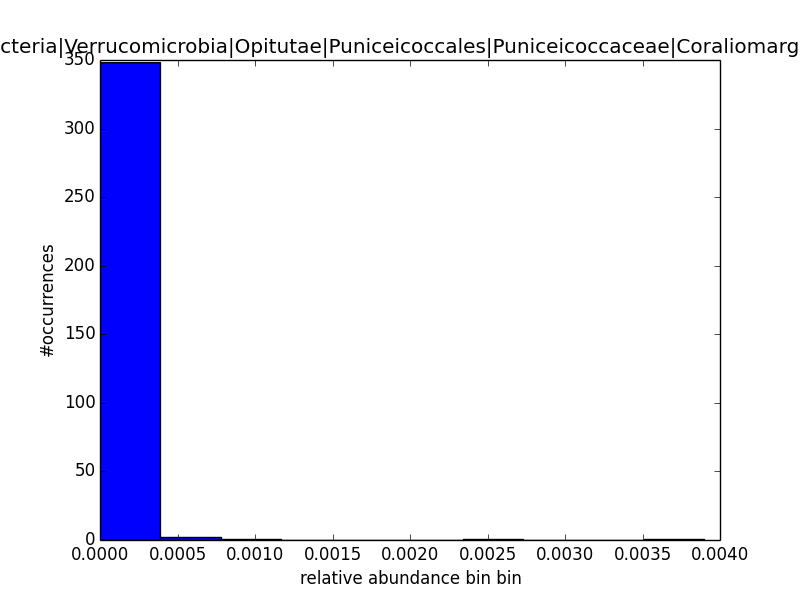 cteria|Verrucomicrobia|Opitutae|Puniceicoccales|Puniceicoccaceae|Coraliomarg
350
300
250
200
150
100
50
0
#occurrences
0.0000 0.0005 0.0010 0.0015 0.0020 0.0025 0.0030 0.0035 0.0040
relative abundance bin bin